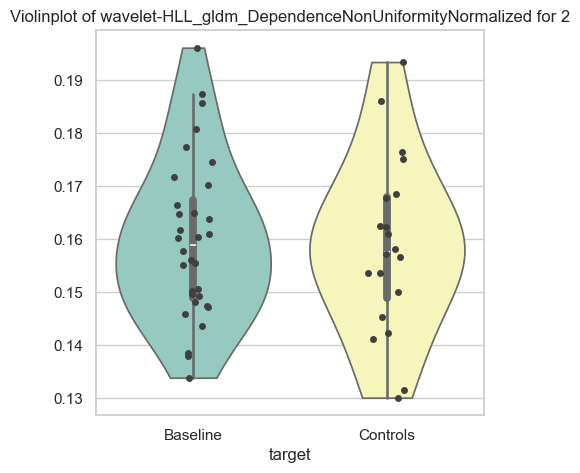 Violinplot of wavelet-HLL_gldm_DependenceNonUniformityNormalized for 2
0.19
0.18
0.17
0.16
0.15
0.14
0.13
Baseline
Controls
target